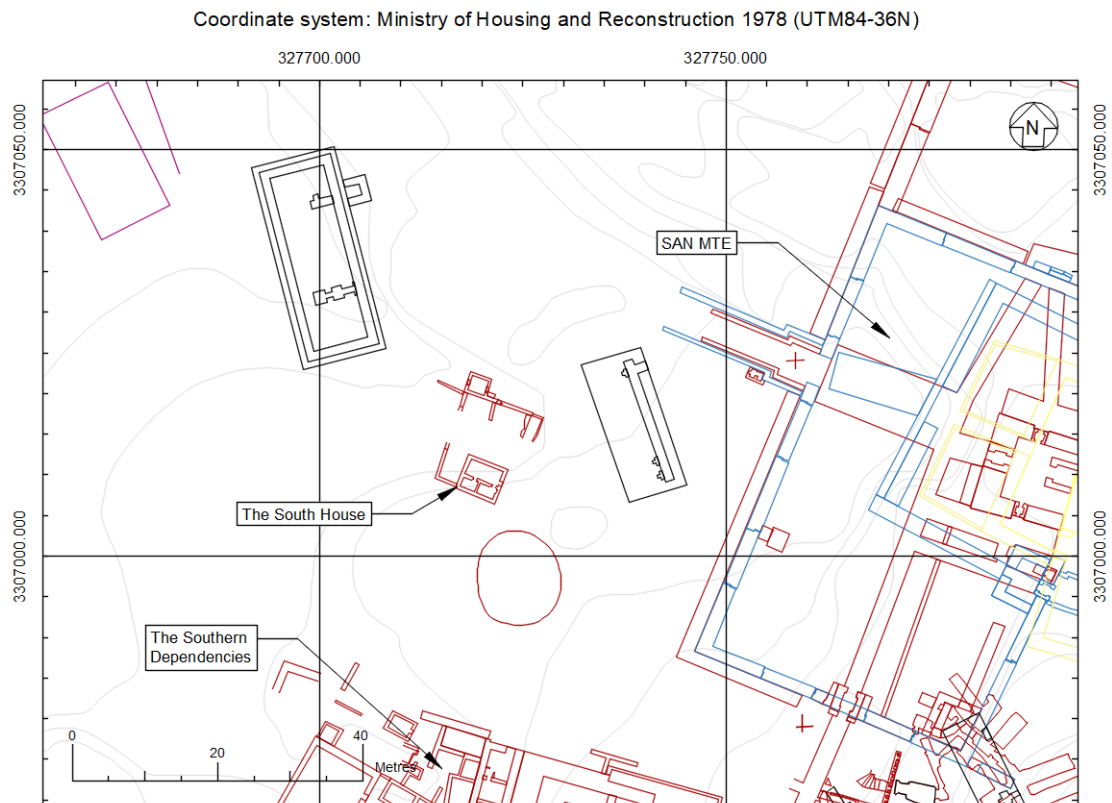 Coordinate system: Ministry of Housing and Reconstruction 1978 (UTM84-36N)
327700.000
327750.000
3307050.000
3307050.000
N
SAN MTE
The South House
3307000.000
3307000.000
The Southern
Dependencies
0
20
40
Metres